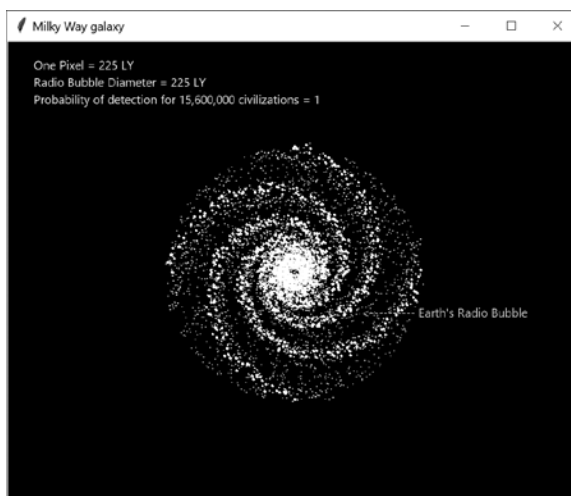 Milky Way galaxy
One Pixel = 225 LY
Radio Bubble Diameter = 225 LY
Probability of detection for 15,600,000 civilizations = 1
Earth's Radio Bubble